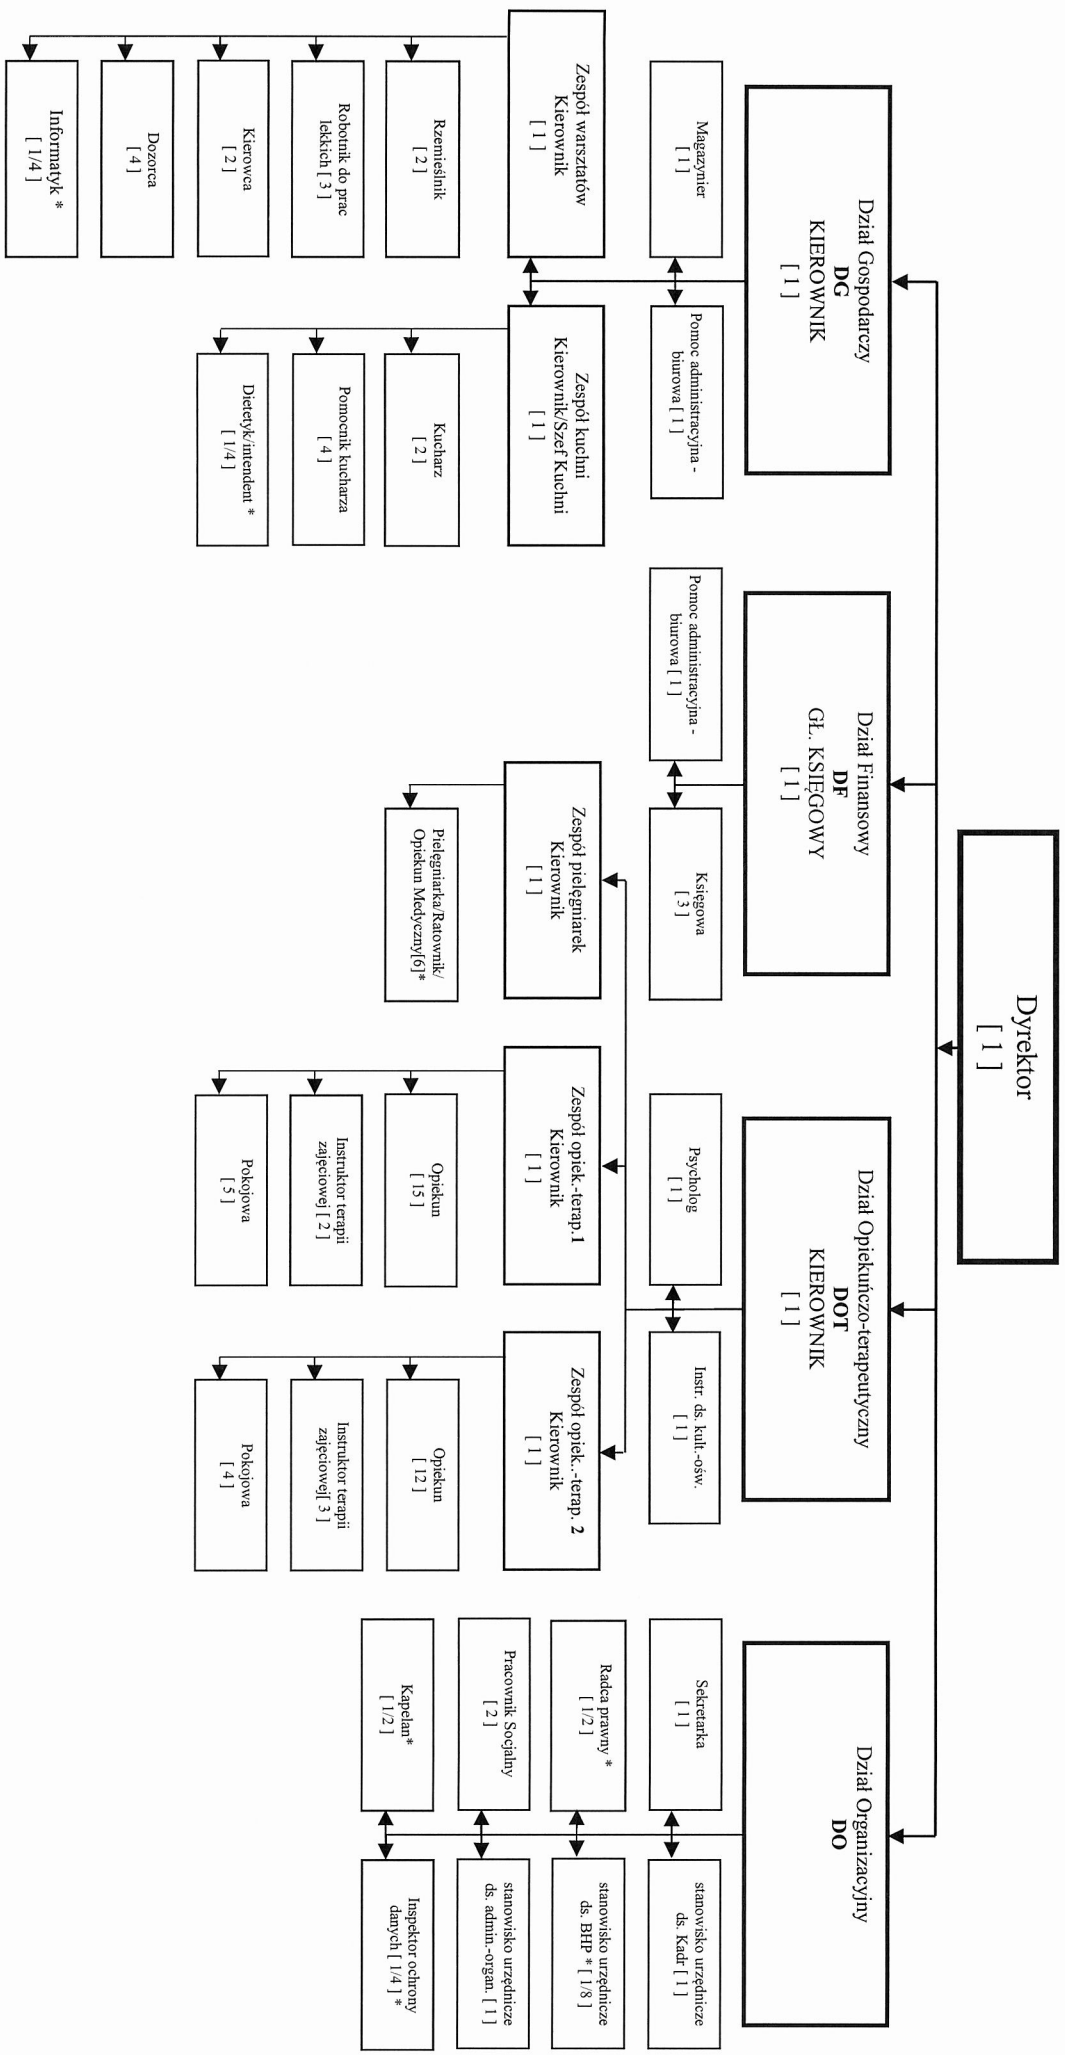 Dyrektor
[ 1 ]
Dział Gospodarczy
DG
KIEROWNIK
[ 1 ]
Magazynier
[ 1 ]
Pomoc administracyjna -
biurowa [ 1 ]
Zespół warsztatów
Kierownik
[ 1 ]
Rzemieślnik
[ 2 ]
Robotnik do prac
lekkich [ 3 ]
Kierowca
[ 2 ]
Dozorca
[ 4 ]
Informatyk *
[ 1/4 ]
Zespół kuchni
Kierownik/Szef Kuchni
[ 1 ]
Kucharz
[ 2 ]
Pomocnik kucharza
[ 4 ]
Dietetyk/intendent *
[ 1/4 ]
Dział Finansowy
DF
GŁ. KSIĘGOWY
[ 1 ]
Pomoc administracyjna -
biurowa [ 1 ]
Księgowa
[ 3 ]
Dział Opiekuńczo-terapeutyczny
DOT
KIEROWNIK
[ 1 ]
Psycholog
[ 1 ]
Instr. ds. kult.-ośw.
[ 1 ]
Zespół pielęgniarek
Kierownik
[ 1 ]
Pielęgniarka/Ratownik/
Opiekun Medyczny[6]*
Zespół opiek.-terap.1
Kierownik
[ 1 ]
Opiekun
[ 15 ]
Instruktor terapii
zajęciowej [ 2 ]
Pokojowa
[ 5 ]
Zespół opiek..-terap. 2
Kierownik
[ 1 ]
Opiekun
[ 12 ]
Instruktor terapii
zajęciowej[ 3 ]
Pokojowa
[ 4 ]
Dział Organizacyjny
DO
Sekretarka
[ 1 ]
stanowisko urzędnicze
ds. Kadr [ 1 ]
Radca prawny *
[ 1/2 ]
stanowisko urzędnicze
ds. BHP * [ 1/8 ]
Pracownik Socjalny
[ 2 ]
stanowisko urzędnicze
ds. admin.-organ. [ 1 ]
Kapelan*
[ 1/2 ]
Inspektor ochrony
danych [ 1/4 ] *